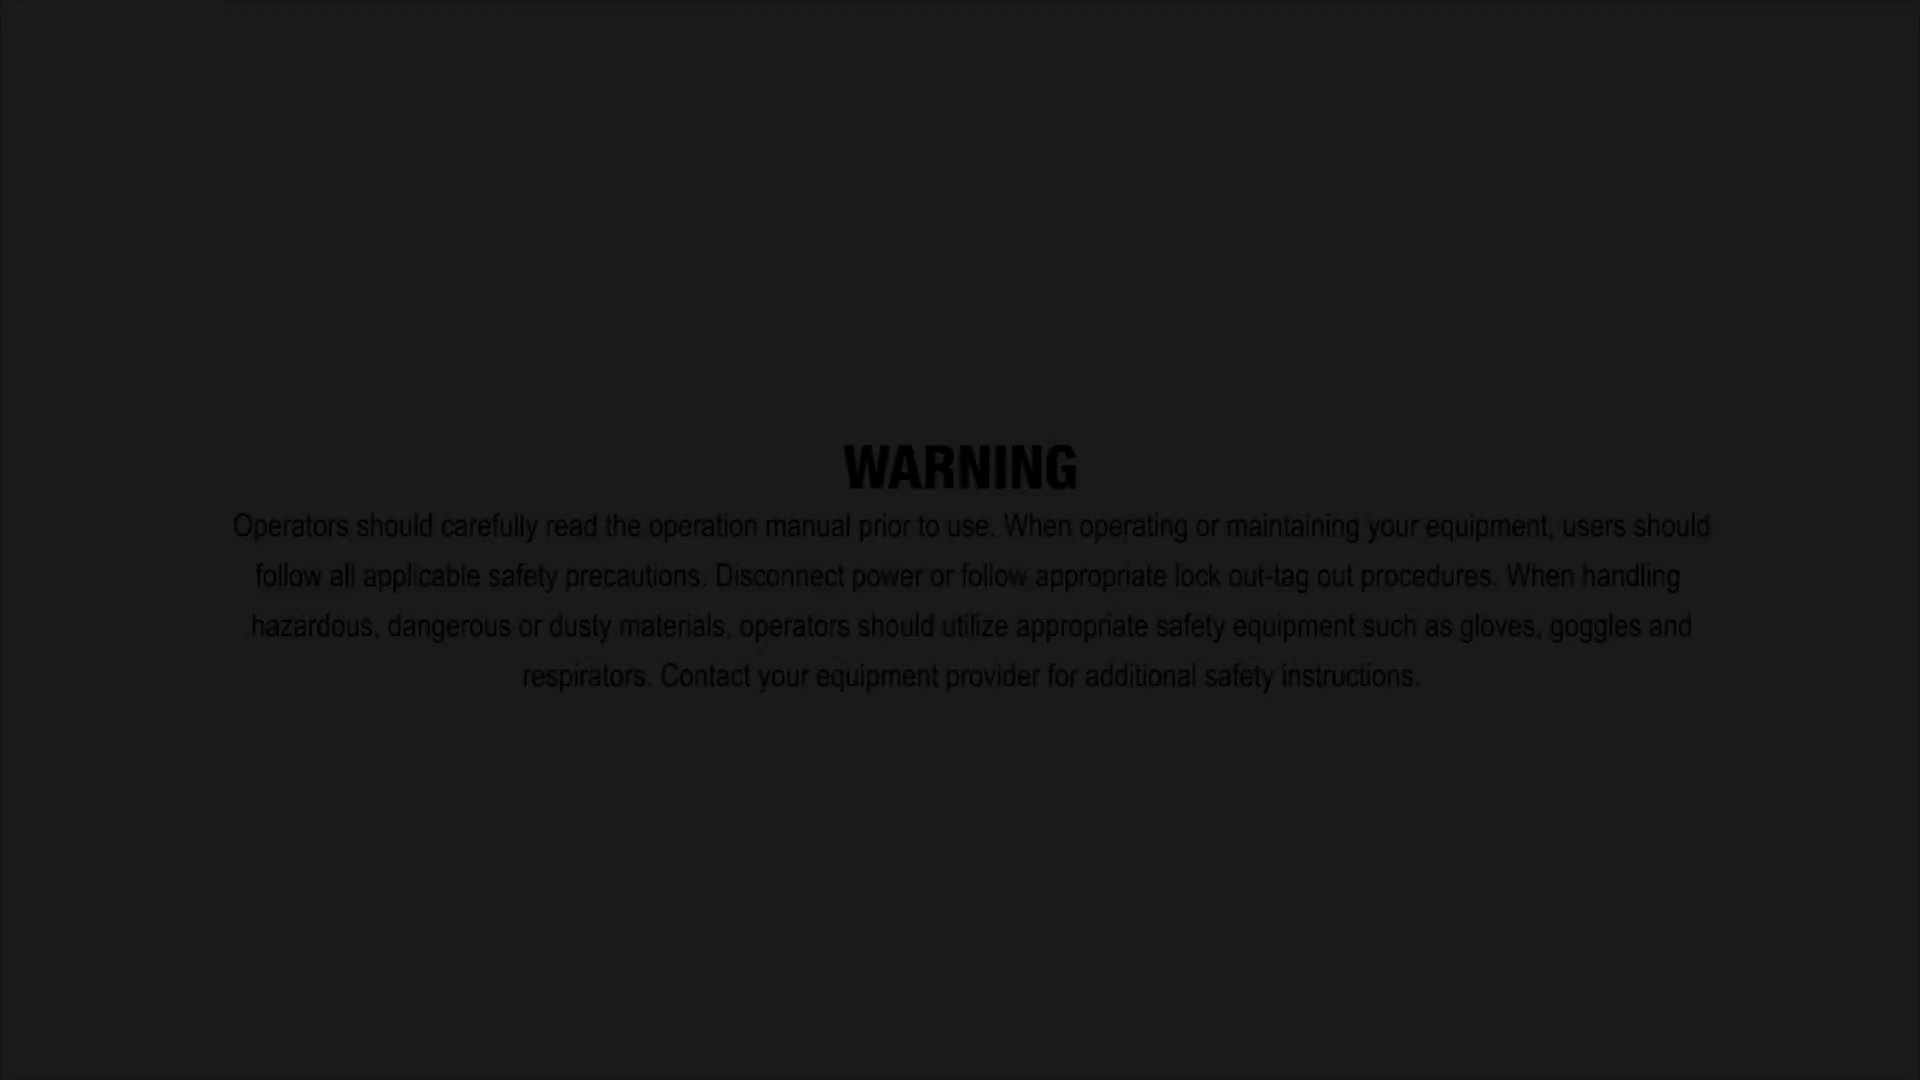 WARNING
Operators should carefully read the operation manual prior to use. When operating or maintaining your equipment, users should
follow all applicable safety precautions. Disconnect power or follow appropriate lock out-tag out procedures. When handling
hazardous, dangerous or dusty materials, operators should utilize appropriate safety equipment such as gloves, goggles and
respirators. Contact your equipment provider for additional safety instructions.